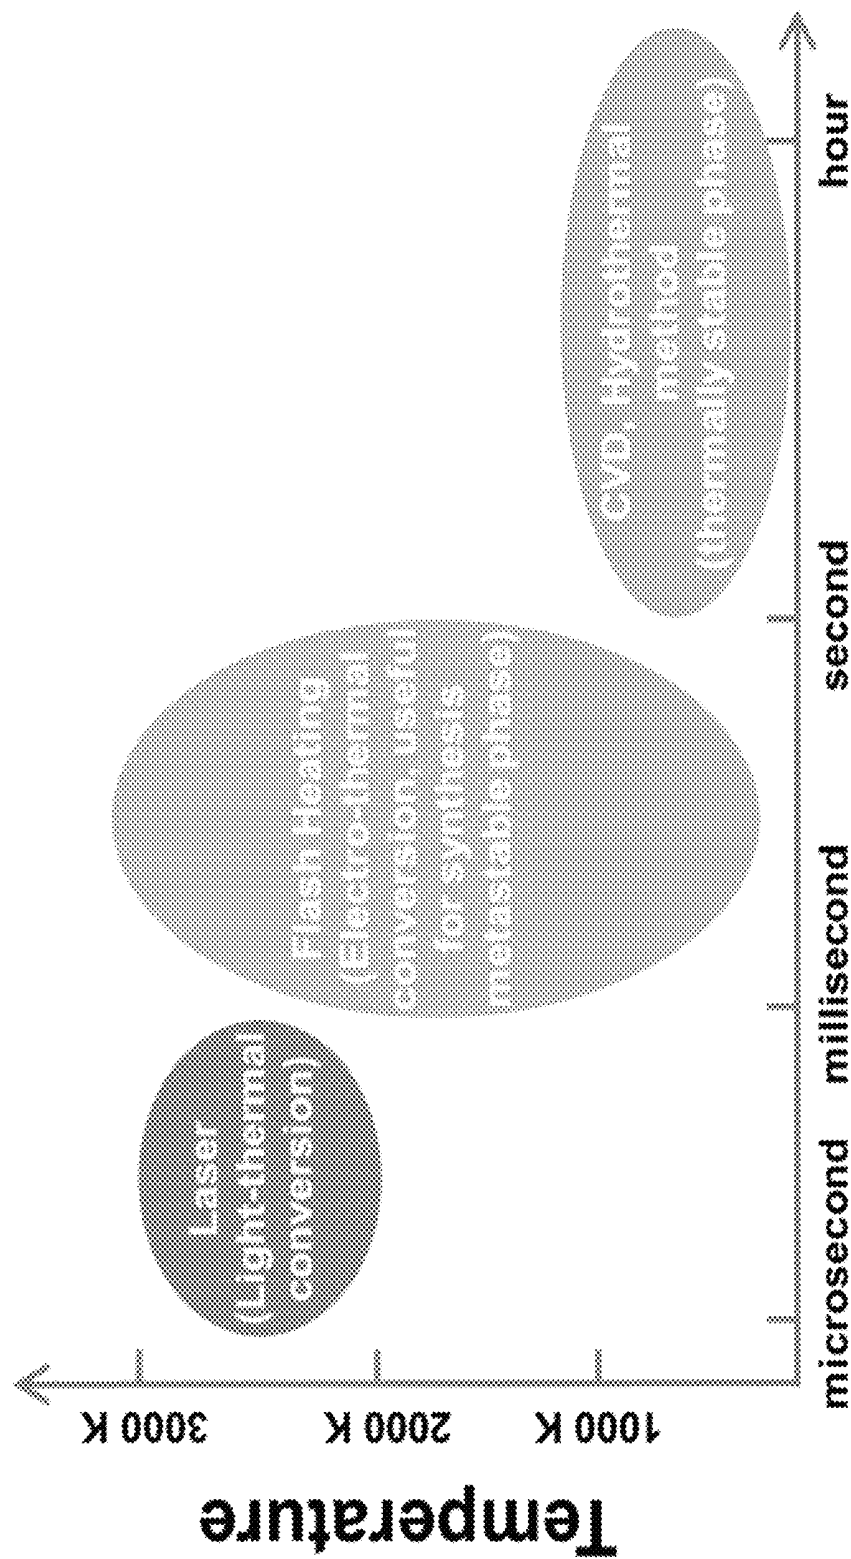 Temperature
3000 K
2000 K
1000 K
Laser
(Light-thermal
conversion)
Flash Heating
(Electro-thermal
conversion, useful
for synthesis
metastable phase)
CVD, Hydrothermal
method
(thermally stable phase)
microsecond
millisecond
second
hour